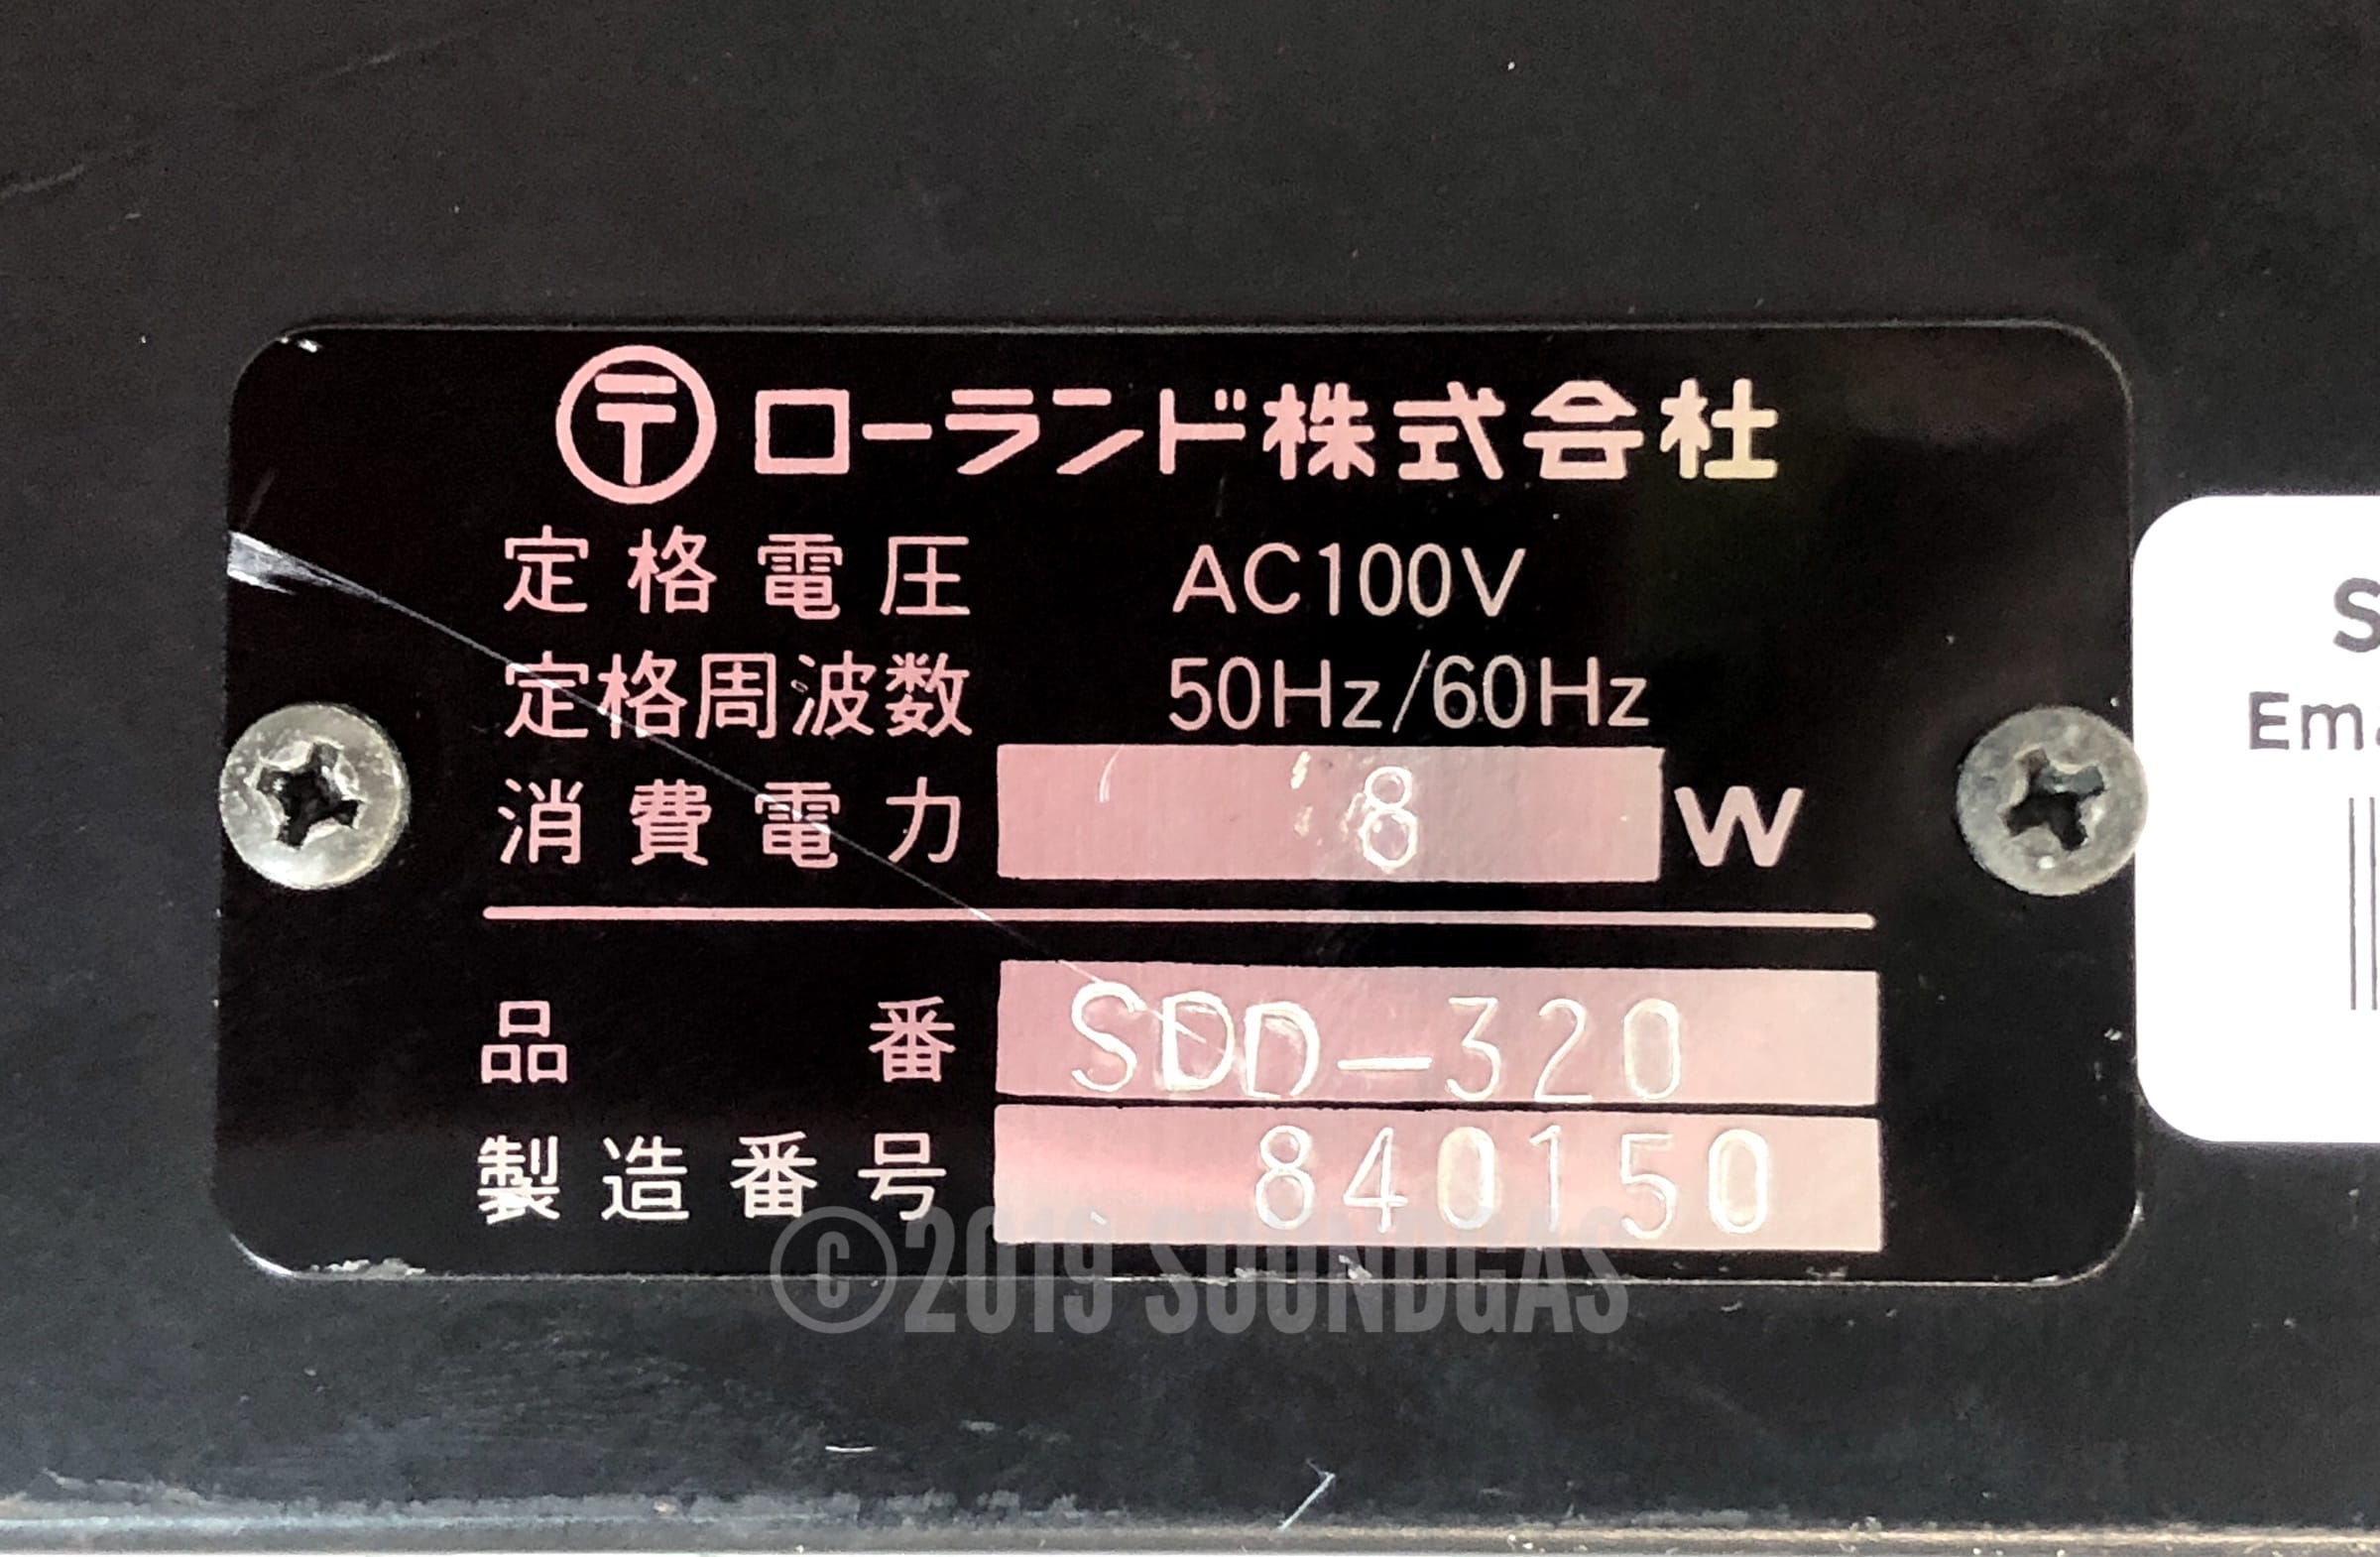 〒 ローランド株式会社
定格電圧 AC100V
定格周波数 50Hz/60Hz
消費電力 8 W
品番 SDD-320
製造番号 840150
©2019 SOUNDGAS